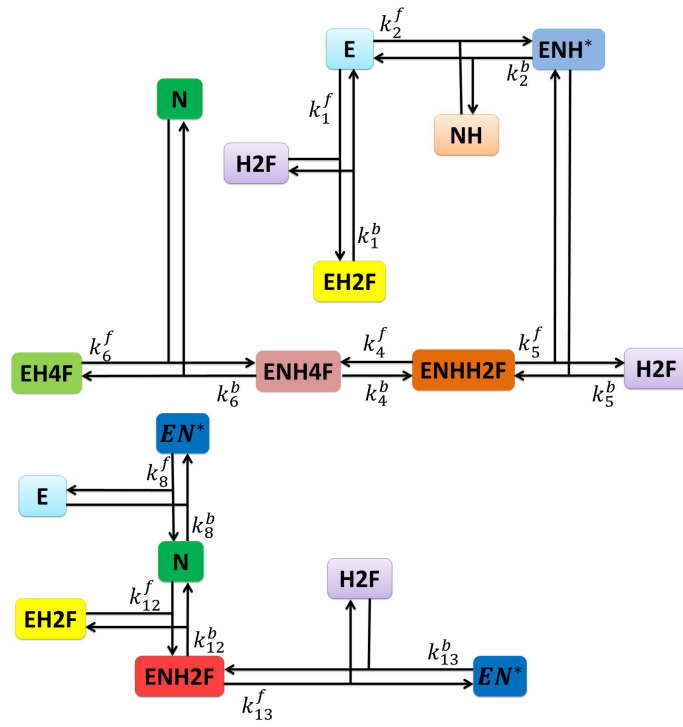 k_2^f
E
ENH*
k_2^b
N
k_1^f
NH
H2F
k_1^b
EH2F
k_6^f
k_4^f
k_5^f
EH4F
ENH4F
ENHH2F
H2F
k_6^b
k_4^b
k_5^b
EN*
k_8^f
E
k_8^b
N
H2F
k_12^f
EH2F
k_12^b
k_13^b
ENH2F
EN*
k_13^f